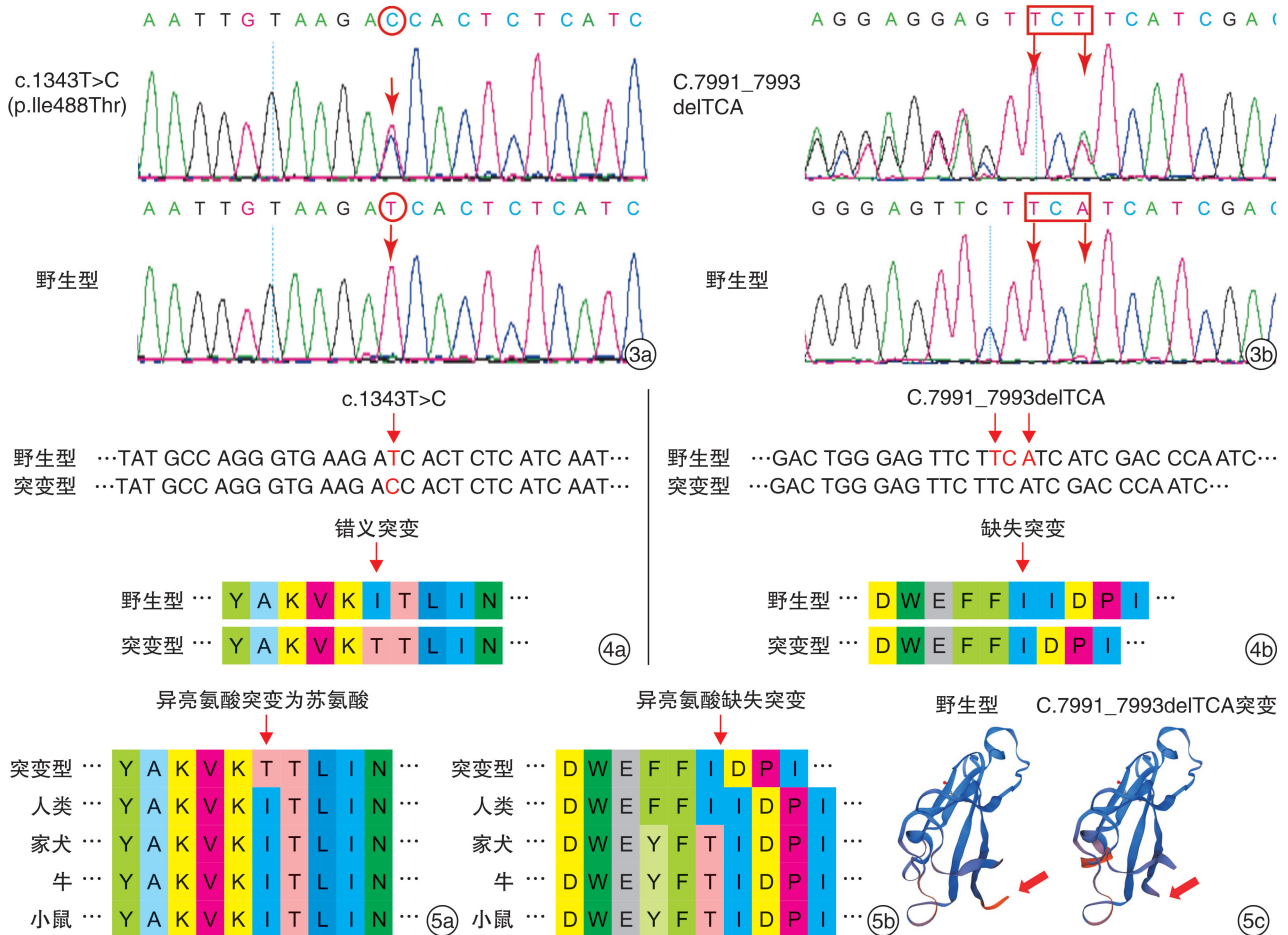 A A T T G T A A G A C C A C T C T C A T C
c.1343T>C
(p.Ile488Thr)
A A T T G T A A G A T C A C T C T C A T C
野生型
3a
A G G A G G A G T T C T T C A T C G A C
C.7991_7993
delTCA
G G G A G T T C T T C A T C A T C G A C
野生型
3b
c.1343T>C
野生型 ···TAT GCC AGG GTG AAG ATC ACT CTC ATC AAT···
突变型 ···TAT GCC AGG GTG AAG ACC ACT CTC ATC AAT···
错义突变
野生型 ··· Y A K V K I T L I N ···
突变型 ··· Y A K V K T T L I N ···
4a
C.7991_7993delTCA
野生型 ···GAC TGG GAG TTC TTCATCATC GAC CCA ATC···
突变型 ···GAC TGG GAG TTC TTC ATC GAC CCA ATC···
缺失突变
野生型 ··· D W E F F I I D P I ···
突变型 ··· D W E F F I D P I ···
4b
异亮氨酸突变为苏氨酸
突变型 ··· Y A K V K T T L I N ···
人类 ··· Y A K V K I T L I N ···
家犬 ··· Y A K V K I T L I N ···
牛 ··· Y A K V K I T L I N ···
小鼠 ··· Y A K V K I T L I N ···
5a
异亮氨酸缺失突变
突变型 ··· D W E F F I D P I ···
人类 ··· D W E F F I I D P I ···
家犬 ··· D W E Y F T I D P I ···
牛 ··· D W E Y F T I D P I ···
小鼠 ··· D W E Y F T I D P I ···
5b
野生型 C.7991_7993delTCA突变
5c